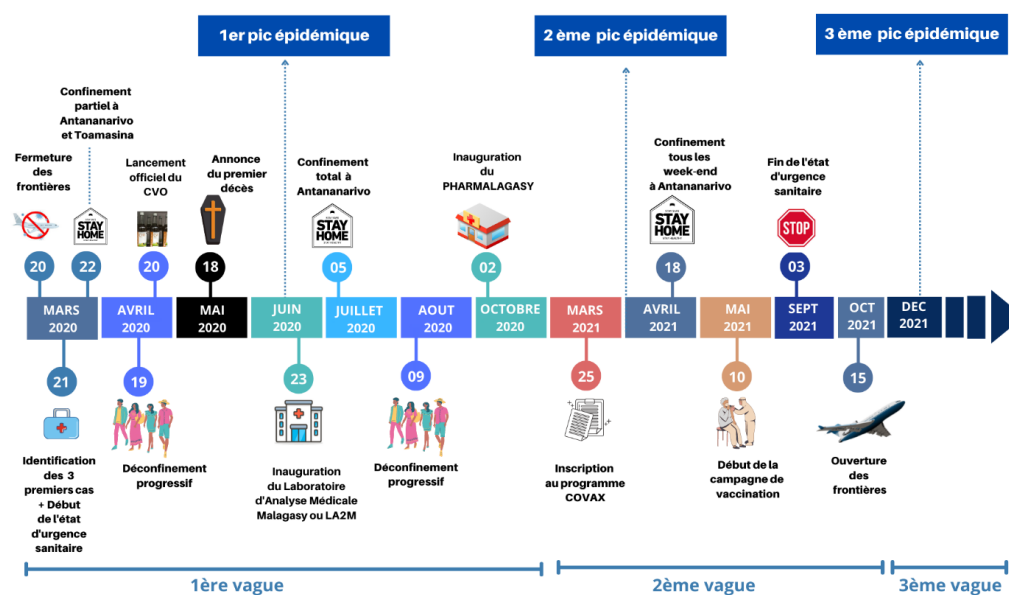 1er pic épidémique
2 ème pic épidémique
3 ème pic épidémique
Confinement
partiel à
Antananarivo
et Toamasina
Fermeture
des
frontières
Lancement
officiel du
CVO
Annonce
du premier
décès
Confinement
total à
Antananarivo
Inauguration
du
PHARMALAGASY
Confinement
tous les
week-end
à Antananarivo
Fin de l'état
d'urgence
sanitaire
STAY
HOME
STAY
HOME
STAY
HOME
STOP
20
22
20
18
05
02
18
03
MARS
2020
AVRIL
2020
MAI
2020
JUIN
2020
JUILLET
2020
AOUT
2020
OCTOBRE
2020
MARS
2021
AVRIL
2021
MAI
2021
SEPT
2021
OCT
2021
DEC
2021
21
19
23
09
25
10
15
Identification
des 3
premiers cas
+ Début
de l'état
d'urgence
sanitaire
Déconfinement
progressif
Inauguration
du Laboratoire
d'Analyse Médicale
Malagasy ou LA2M
Déconfinement
progressif
Inscription
au programme
COVAX
Début de la
campagne de
vaccination
Ouverture
des
frontières
1ère vague
2ème vague
3ème vague